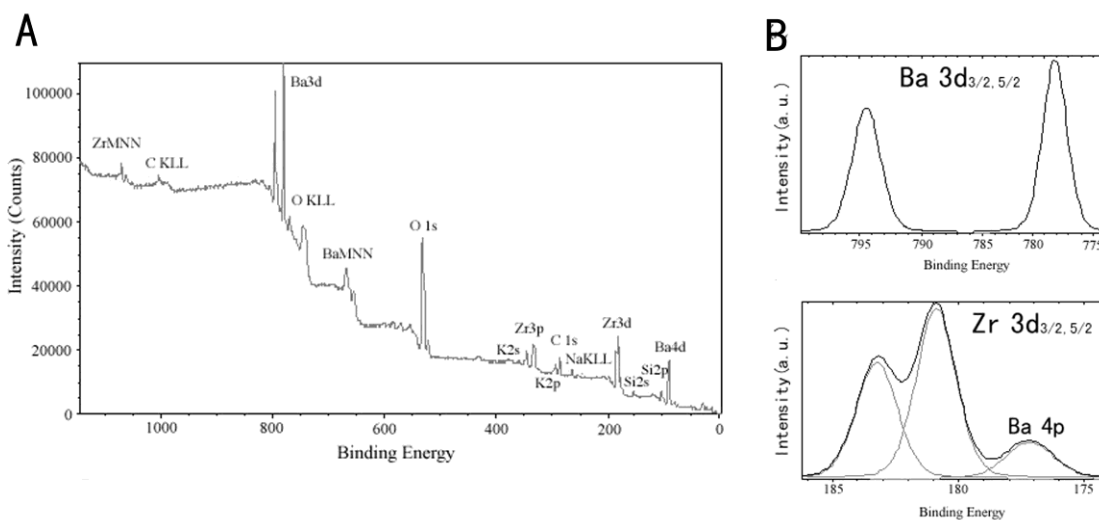 A
B
100000
80000
60000
40000
20000
0
Intensity (Counts)
ZrMNN
C KLL
Ba3d
O KLL
BaMNN
O 1s
K2s
Zr3p
K2p
C 1s
NaKLL
Zr3d
Si2s
Si2p
Ba4d
1000
800
600
400
200
0
Binding Energy
Ba 3d3/2, 5/2
Intensity (a. u.)
795
790
785
780
775
Binding Energy
Zr 3d3/2, 5/2
Ba 4p
Intensity (a. u.)
185
180
175
Binding Energy